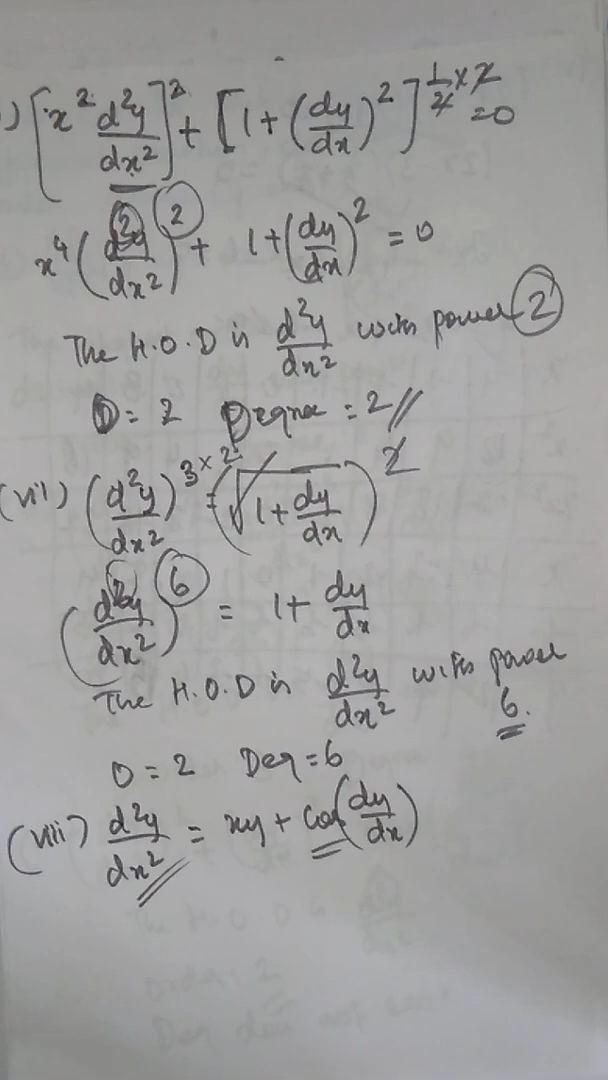 ) [x² d²y/dx²]² + [1 + (dy/dx)²]^(1/2 × 2) = 0
x⁴ (d²y/dx²)² + 1 + (dy/dx)² = 0
The H.O.D is d²y/dx² with power 2
O = 2 Degree = 2 //
(vii) (d²y/dx²)^(3×2) = (√(1 + dy/dx))²
(d²y/dx²)⁶ = 1 + dy/dx
The H.O.D is d²y/dx² with power 6.
O = 2 Deg = 6
(viii) d²y/dx² = xy + cos(dy/dx)